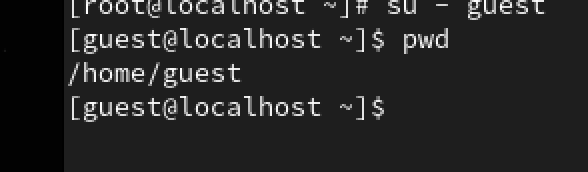 [root@localhost ~]# su - guest
[guest@localhost ~]$ pwd
/home/guest
[guest@localhost ~]$